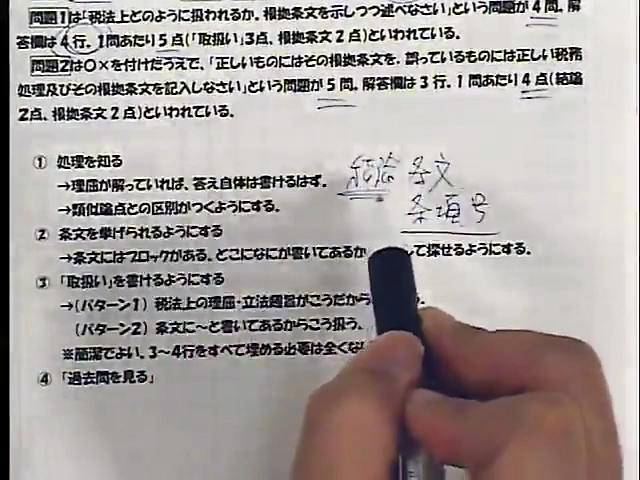 問題1は「税法上どのように扱われるか、根拠条文を示しつつ述べなさい」という問題が4問。解
答欄は4行。1問あたり5点(「取扱い」3点、根拠条文2点)といわれている。
問題2は○×を付けたうえで、「正しいものにはその根拠条文を、誤っているものには正しい税務
処理及びその根拠条文を記入しなさい」という問題が5問。解答欄は3行。1問あたり4点(結論
2点、根拠条文2点)といわれている。
① 処理を知る
→理屈が解っていれば、答え自体は書けるはず。
→類似論点との区別がつくようにする。
結論 条文
条項号
② 条文を挙げられるようにする
→条文にはブロックがある。どこになにが書いてあるか して探せるようにする。
③ 「取扱い」を書けるようにする
→(パターン1) 税法上の理屈・立法趣旨がこうだから
(パターン2) 条文に〜と書いてあるからこう扱う。
※簡潔でよい。3〜4行をすべて埋める必要は全くな
④ 「過去問を見る」